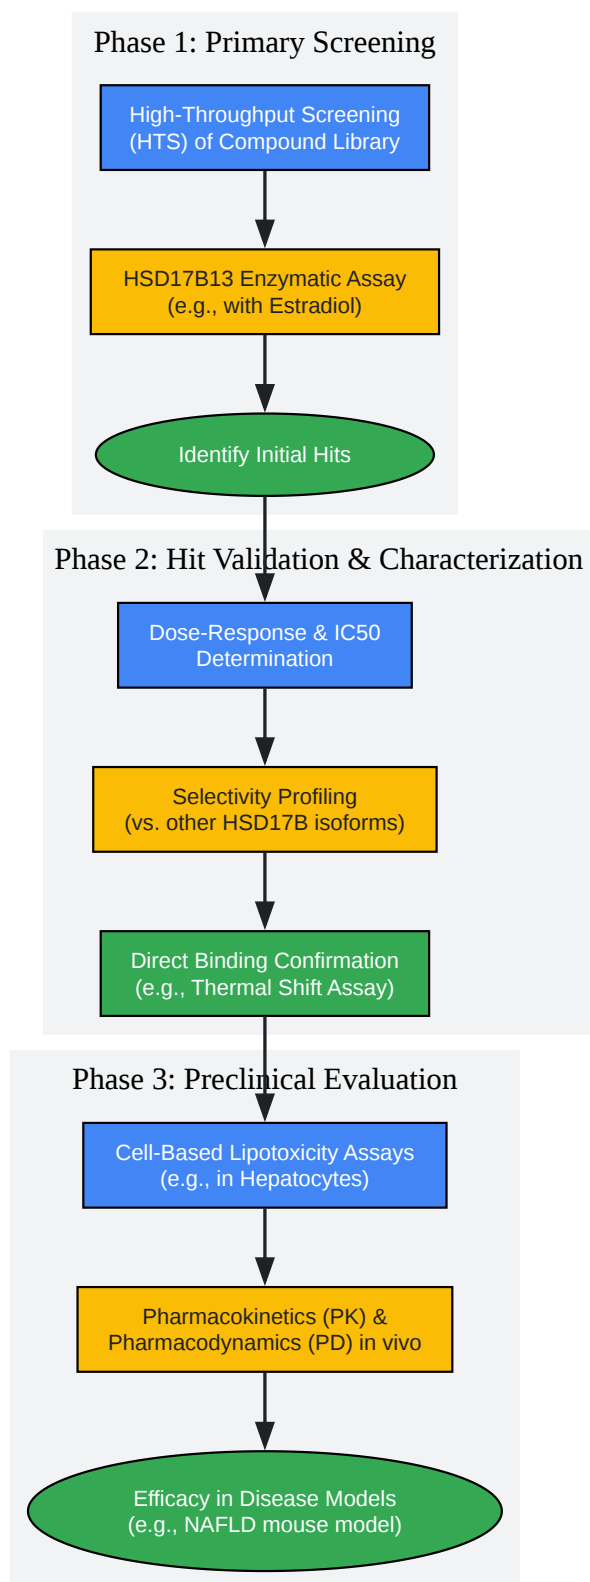 Phase 1: Primary Screening
High-Throughput Screening
(HTS) of Compound Library
HSD17B13 Enzymatic Assay
(e.g., with Estradiol)
Identify Initial Hits
Phase 2: Hit Validation & Characterization
Dose-Response & IC50
Determination
Selectivity Profiling
(vs. other HSD17B isoforms)
Direct Binding Confirmation
(e.g., Thermal Shift Assay)
Phase 3: Preclinical Evaluation
Cell-Based Lipotoxicity Assays
(e.g., in Hepatocytes)
Pharmacokinetics (PK) &
Pharmacodynamics (PD) in vivo
Efficacy in Disease Models
(e.g., NAFLD mouse model)